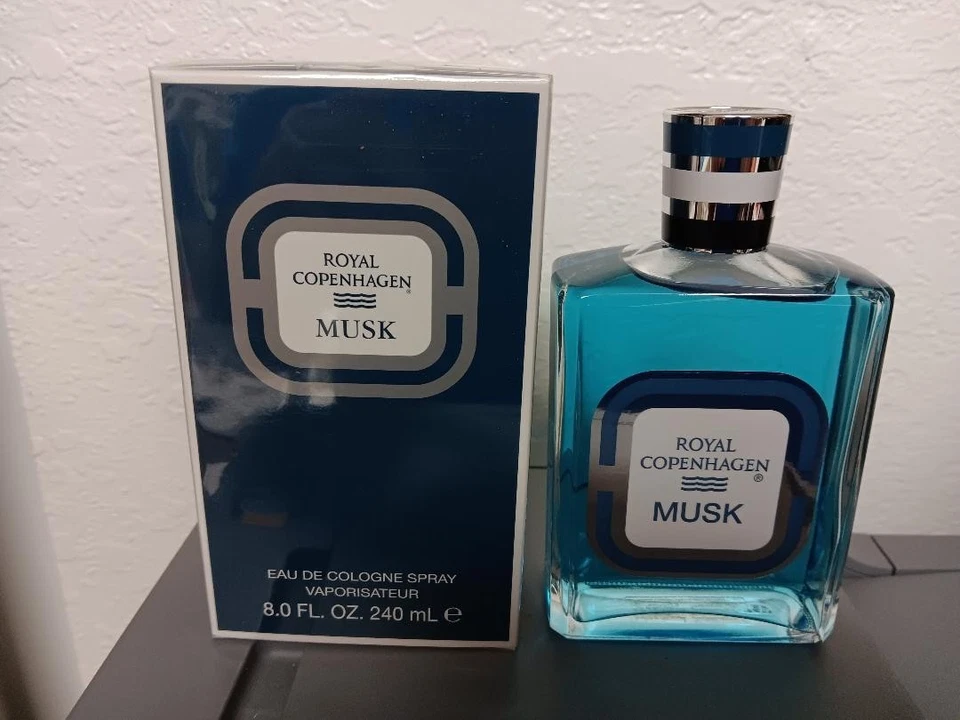 ROYAL
COPENHAGEN®
MUSK
EAU DE COLOGNE SPRAY
VAPORISATEUR
8.0 FL. OZ. 240 mL ℮
ROYAL
COPENHAGEN®
MUSK